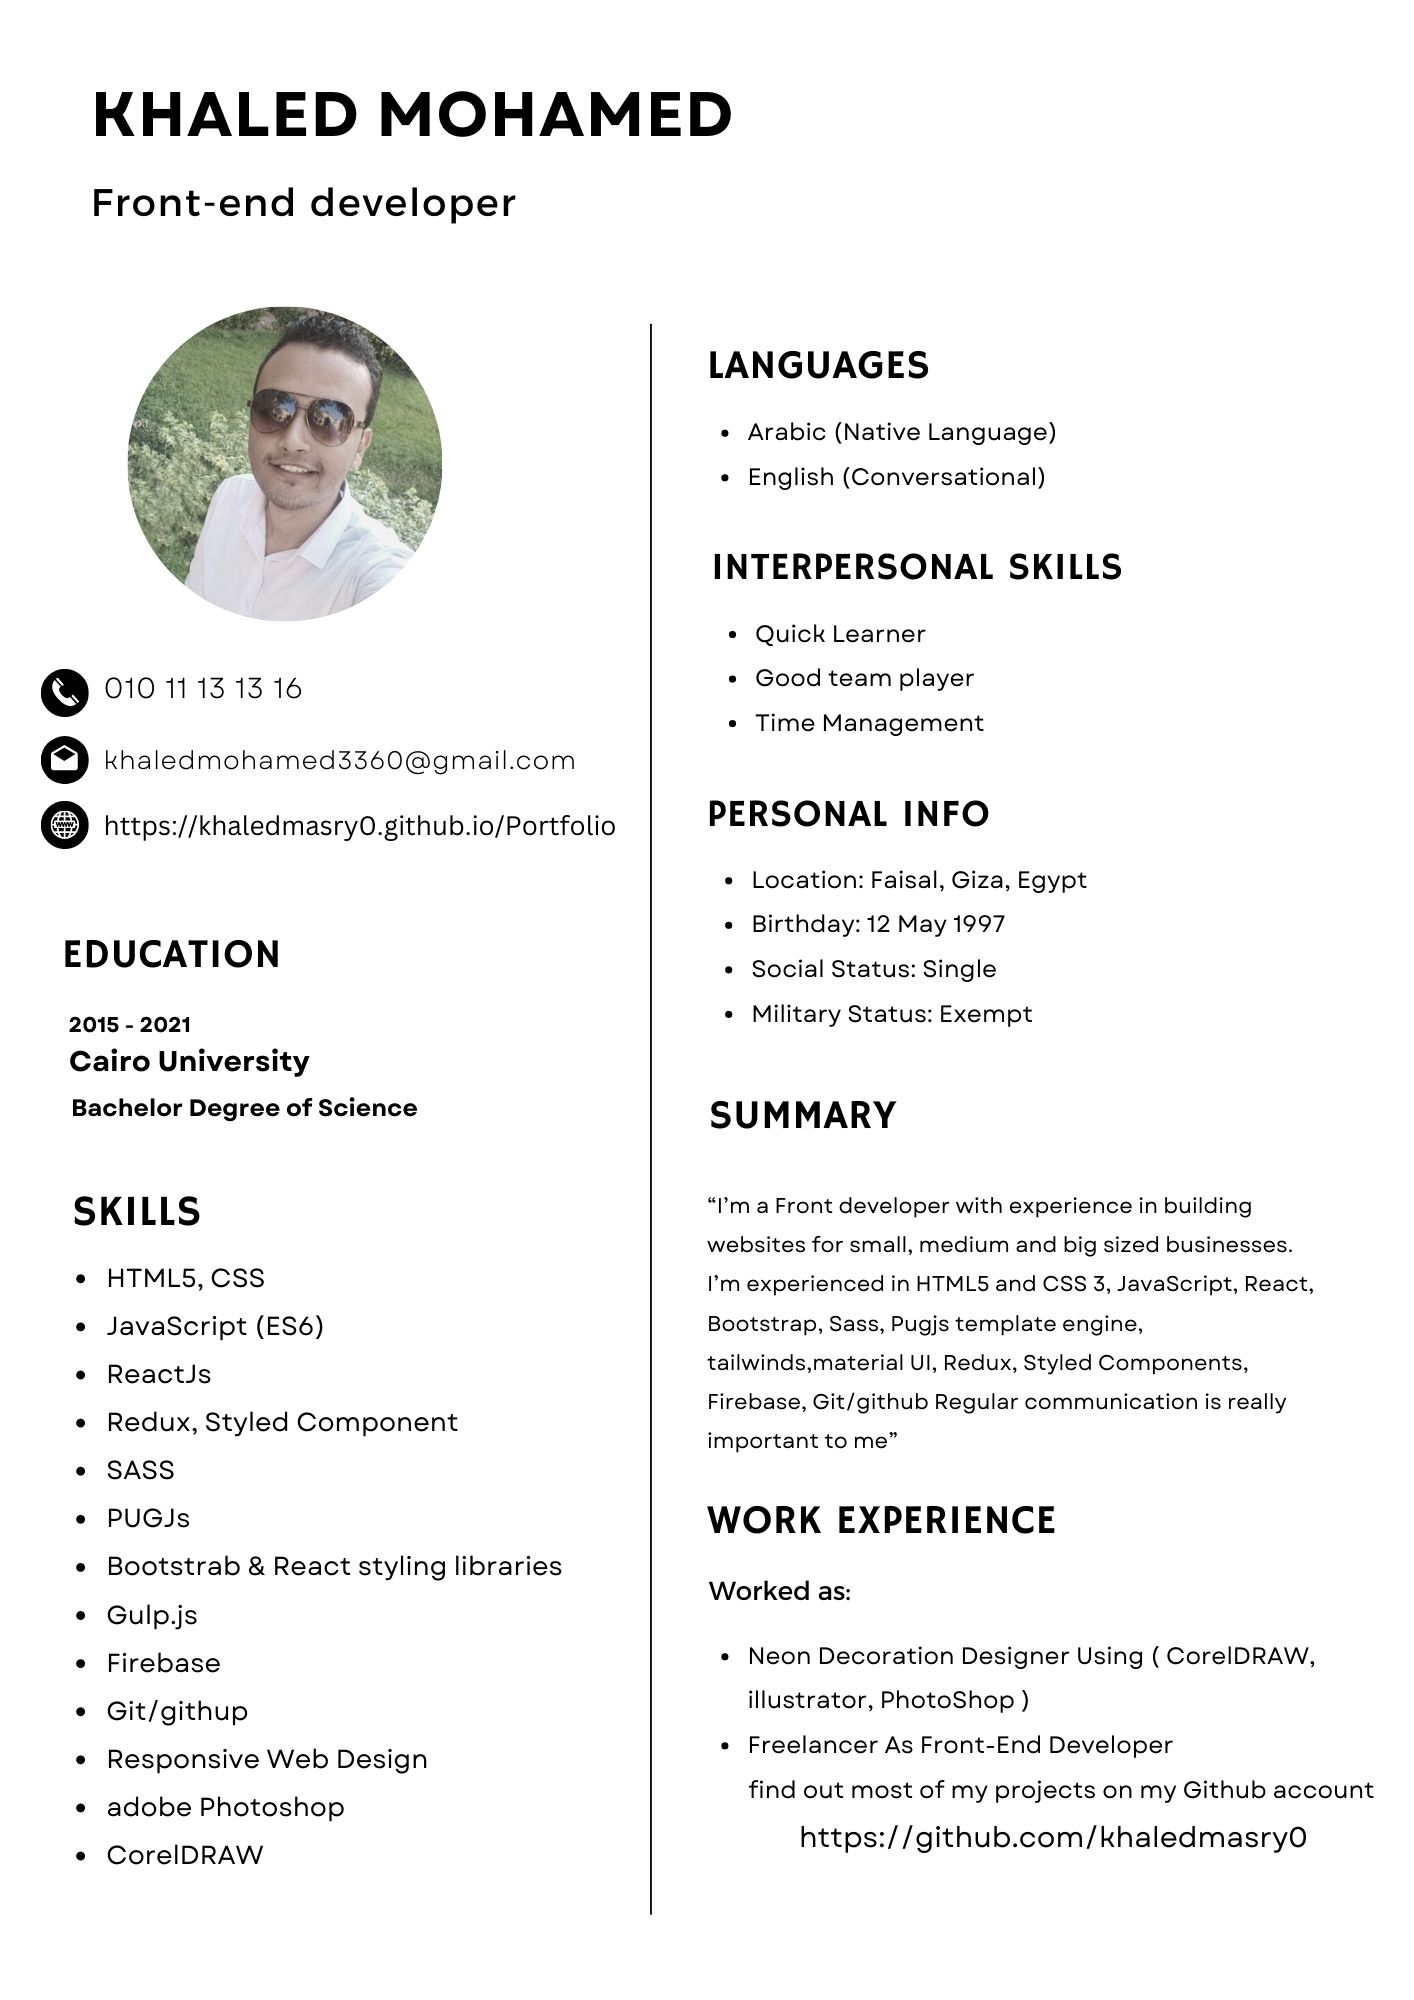 KHALED MOHAMED
Front-end developer
010 11 13 13 16
khaledmohamed3360@gmail.com
https://khaledmasry0.github.io/Portfolio
EDUCATION
2015 - 2021
Cairo University
Bachelor Degree of Science
SKILLS
• HTML5, CSS
• JavaScript (ES6)
• ReactJs
• Redux, Styled Component
• SASS
• PUGJs
• Bootstrab & React styling libraries
• Gulp.js
• Firebase
• Git/githup
• Responsive Web Design
• adobe Photoshop
• CorelDRAW
LANGUAGES
• Arabic (Native Language)
• English (Conversational)
INTERPERSONAL SKILLS
• Quick Learner
• Good team player
• Time Management
PERSONAL INFO
• Location: Faisal, Giza, Egypt
• Birthday: 12 May 1997
• Social Status: Single
• Military Status: Exempt
SUMMARY
“I’m a Front developer with experience in building
websites for small, medium and big sized businesses.
I’m experienced in HTML5 and CSS 3, JavaScript, React,
Bootstrap, Sass, Pugjs template engine,
tailwinds,material UI, Redux, Styled Components,
Firebase, Git/github Regular communication is really
important to me”
WORK EXPERIENCE
Worked as:
• Neon Decoration Designer Using ( CorelDRAW,
illustrator, PhotoShop )
• Freelancer As Front-End Developer
find out most of my projects on my Github account
https://github.com/khaledmasry0